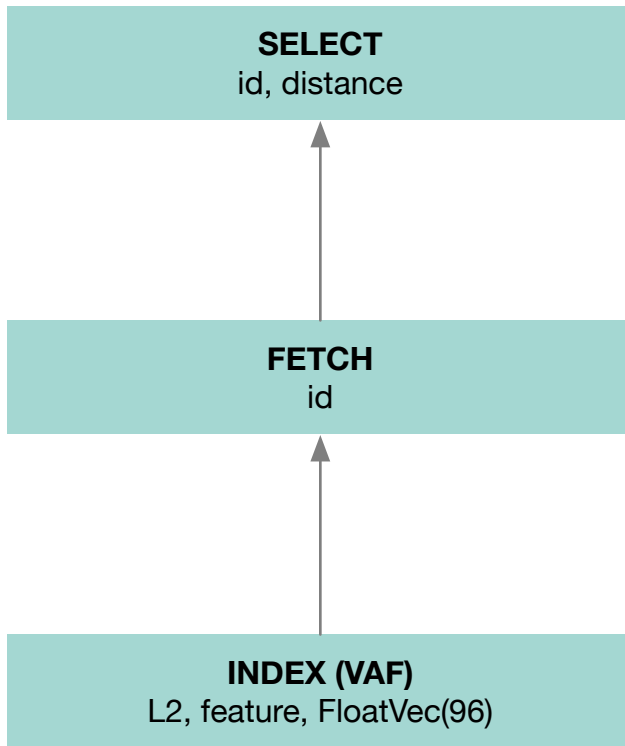 SELECT
id, distance
FETCH
id
INDEX (VAF)
L2, feature, FloatVec(96)